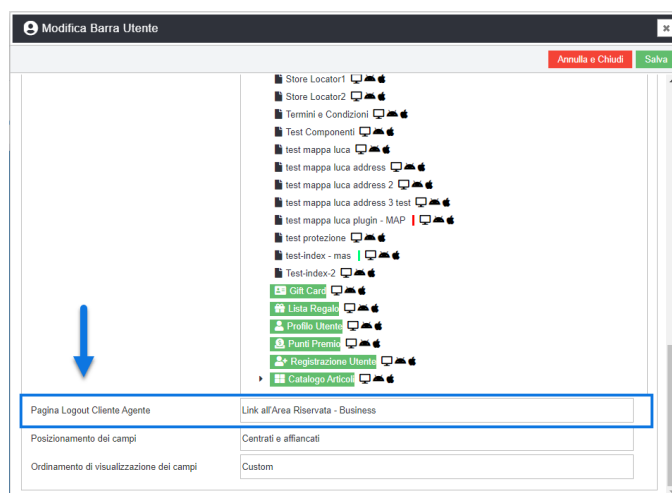 Modifica Barra Utente
Annulla e Chiudi Salva
Store Locator1
Store Locator2
Termini e Condizioni
Test Componenti
test mappa luca
test mappa luca address
test mappa luca address 2
test mappa luca address 3 test
test mappa luca plugin - MAP
test protezione
test-index - mas
Test-index-2
Gift Card
Lista Regalo
Profilo Utente
Punti Premio
Registrazione Utente
Catalogo Articoli
Pagina Logout Cliente Agente Link all'Area Riservata - Business
Posizionamento dei campi Centrati e affiancati
Ordinamento di visualizzazione dei campi Custom